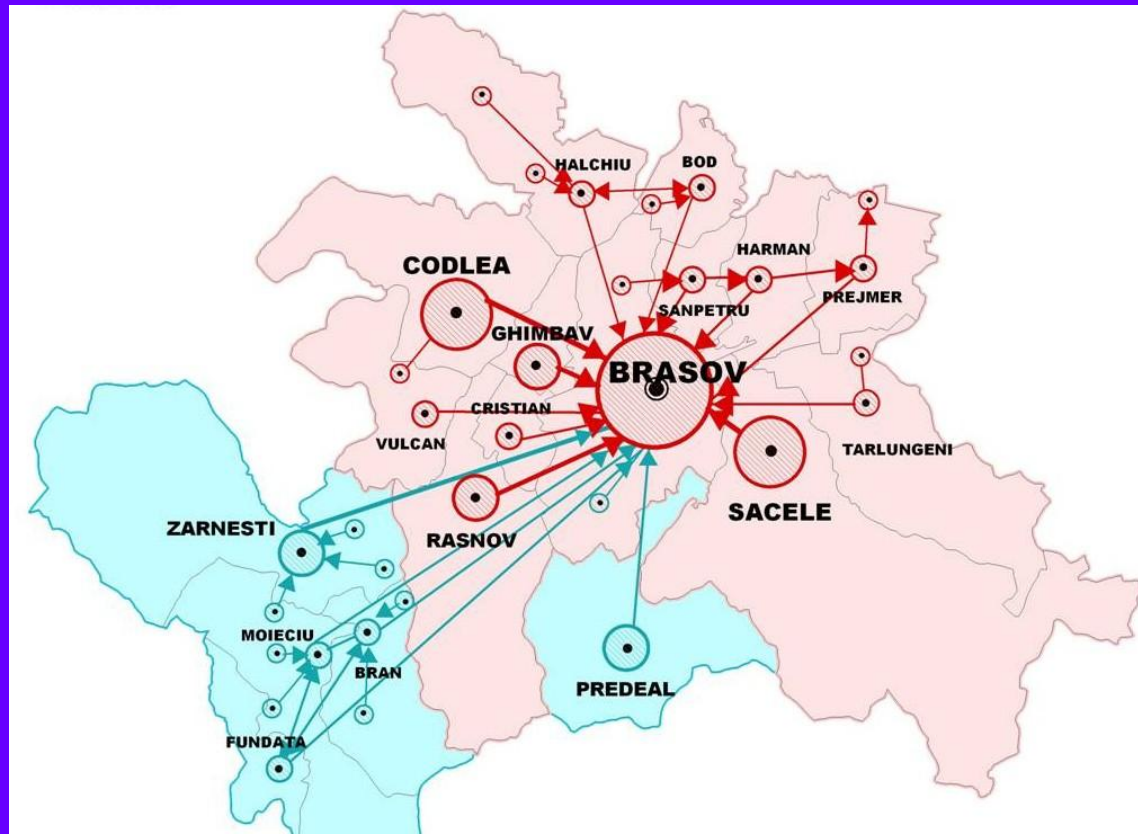 HALCHIU
BOD
HARMAN
CODLEA
PREJMER
SANPETRU
GHIMBAV
BRASOV
CRISTIAN
VULCAN
TARLUNGENI
SACELE
ZARNESTI
RASNOV
MOIECIU
BRAN
PREDEAL
FUNDATA